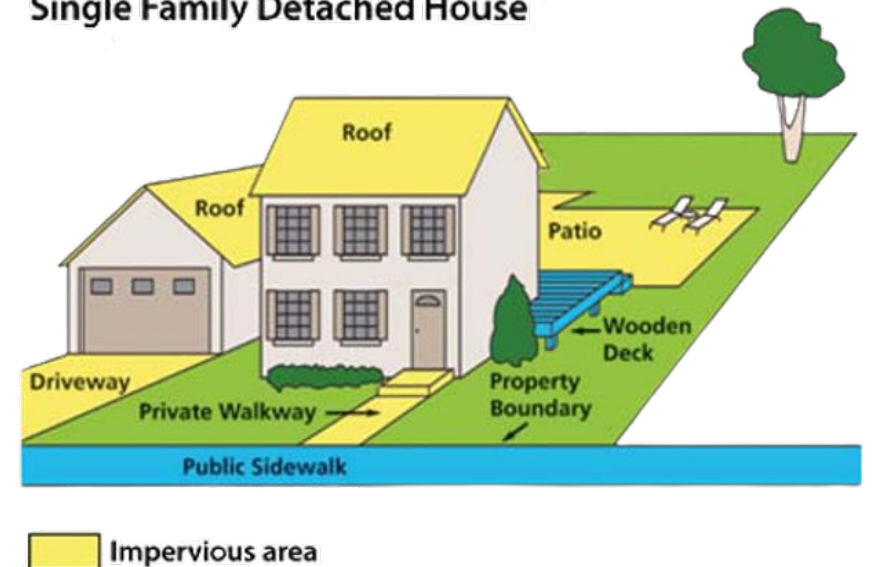 Single Family Detached House
Roof
Roof
Patio
Wooden
Deck
Driveway
Property
Boundary
Private Walkway
Public Sidewalk
Impervious area